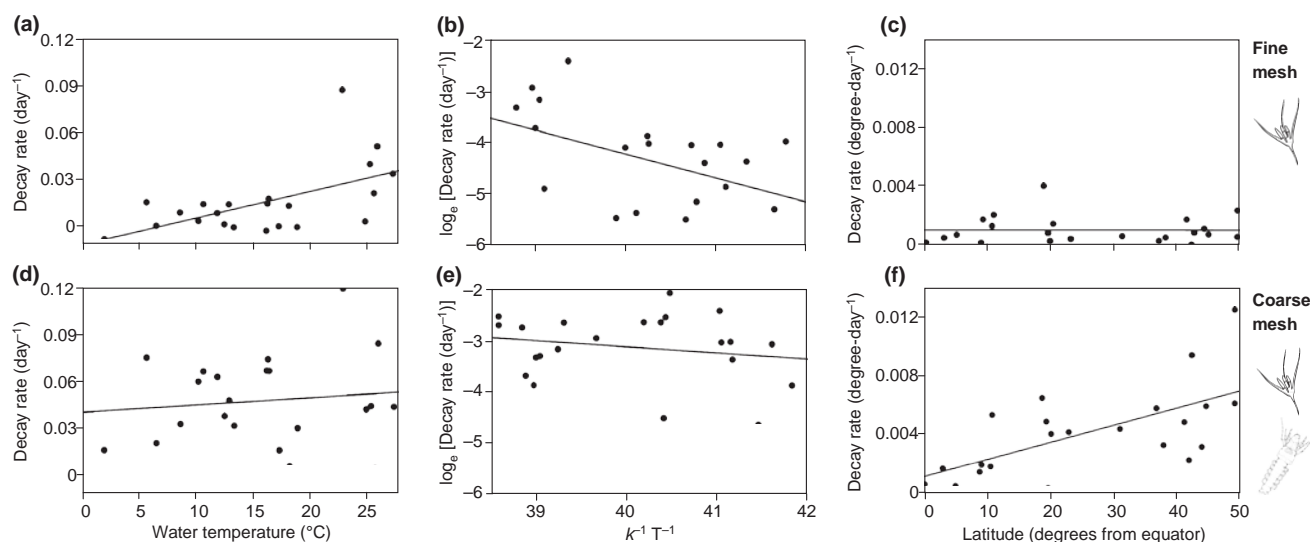 (a)
Decay rate (day⁻¹)
0.12
0.09
0.06
0.03
0
(b)
logₑ [Decay rate (day⁻¹)]
−2
−3
−4
−5
−6
(c)
Decay rate (degree-day⁻¹)
0.012
0.008
0.004
0
Fine
mesh
(d)
Decay rate (day⁻¹)
0.12
0.09
0.06
0.03
0
0 5 10 15 20 25
Water temperature (°C)
(e)
logₑ [Decay rate (day⁻¹)]
−2
−3
−4
−5
−6
39 40 41 42
k⁻¹ T⁻¹
(f)
Decay rate (degree-day⁻¹)
0.012
0.008
0.004
0
0 10 20 30 40 50
Latitude (degrees from equator)
Coarse
mesh